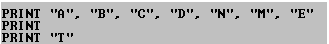 PRINT "A", "B", "C", "D", "N", "M", "E"
PRINT
PRINT "T"